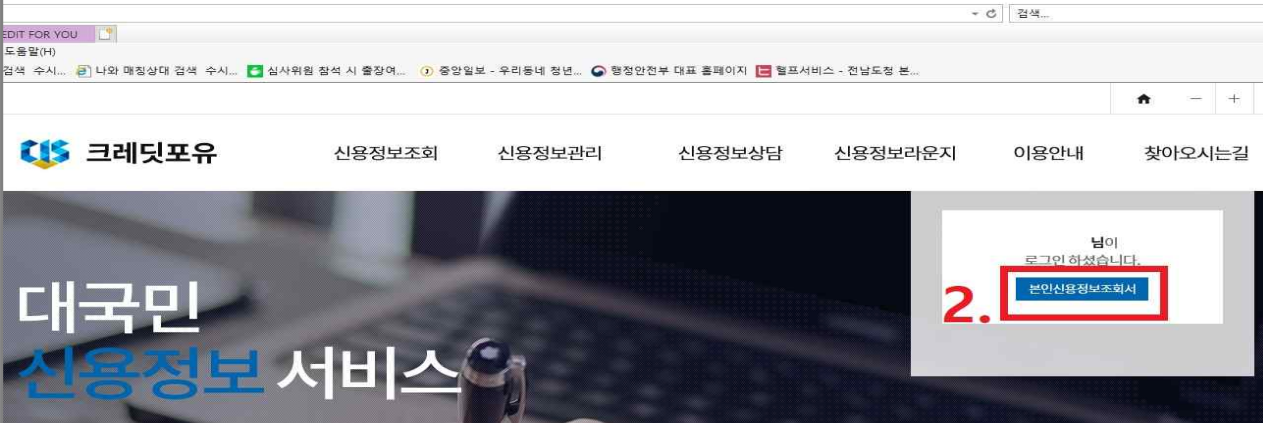 검색...
EDIT FOR YOU
도움말(H)
검색 수시... 나와 매칭상대 검색 수시... 심사위원 참석 시 출장여... 중앙일보 - 우리동네 청년... 행정안전부 대표 홈페이지 헬프서비스 - 전남도청 본...
CIS 크레딧포유 신용정보조회 신용정보관리 신용정보상담 신용정보라운지 이용안내 찾아오시는길
님이
로그인 하셨습니다.
2. 본인신용정보조회서
대국민
신용정보 서비스